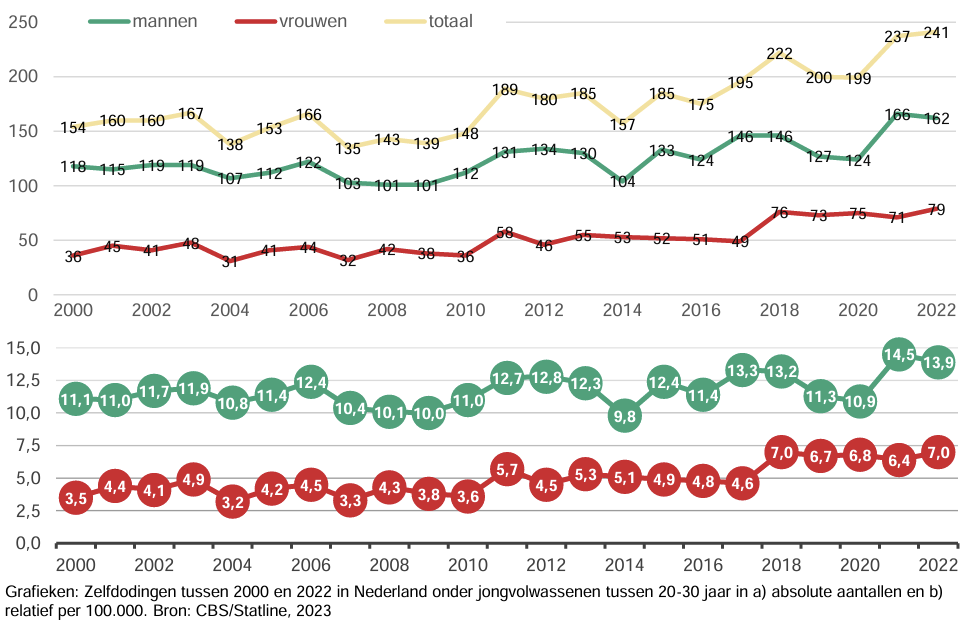 mannen vrouwen totaal
250
200
150
100
50
0
154 160 160 167 138 153 166 135 143 139 148 189 180 185 157 185 175 195 222 200 199 237 241
118 115 119 119 107 112 122 103 101 101 112 131 134 130 104 133 124 146 146 127 124 166 162
36 45 41 48 31 41 44 32 42 38 36 58 46 55 53 52 51 49 76 73 75 71 79
2000 2002 2004 2006 2008 2010 2012 2014 2016 2018 2020 2022
15,0
12,5
10,0
7,5
5,0
2,5
0,0
11,1 11,0 11,7 11,9 10,8 11,4 12,4 10,4 10,1 10,0 11,0 12,7 12,8 12,3 9,8 12,4 11,4 13,3 13,2 11,3 10,9 14,5 13,9
3,5 4,4 4,1 4,9 3,2 4,2 4,5 3,3 4,3 3,8 3,6 5,7 4,5 5,3 5,1 4,9 4,8 4,6 7,0 6,7 6,8 6,4 7,0
2000 2002 2004 2006 2008 2010 2012 2014 2016 2018 2020 2022
Grafieken: Zelfdodingen tussen 2000 en 2022 in Nederland onder jongvolwassenen tussen 20-30 jaar in a) absolute aantallen en b)
relatief per 100.000. Bron: CBS/Statline, 2023